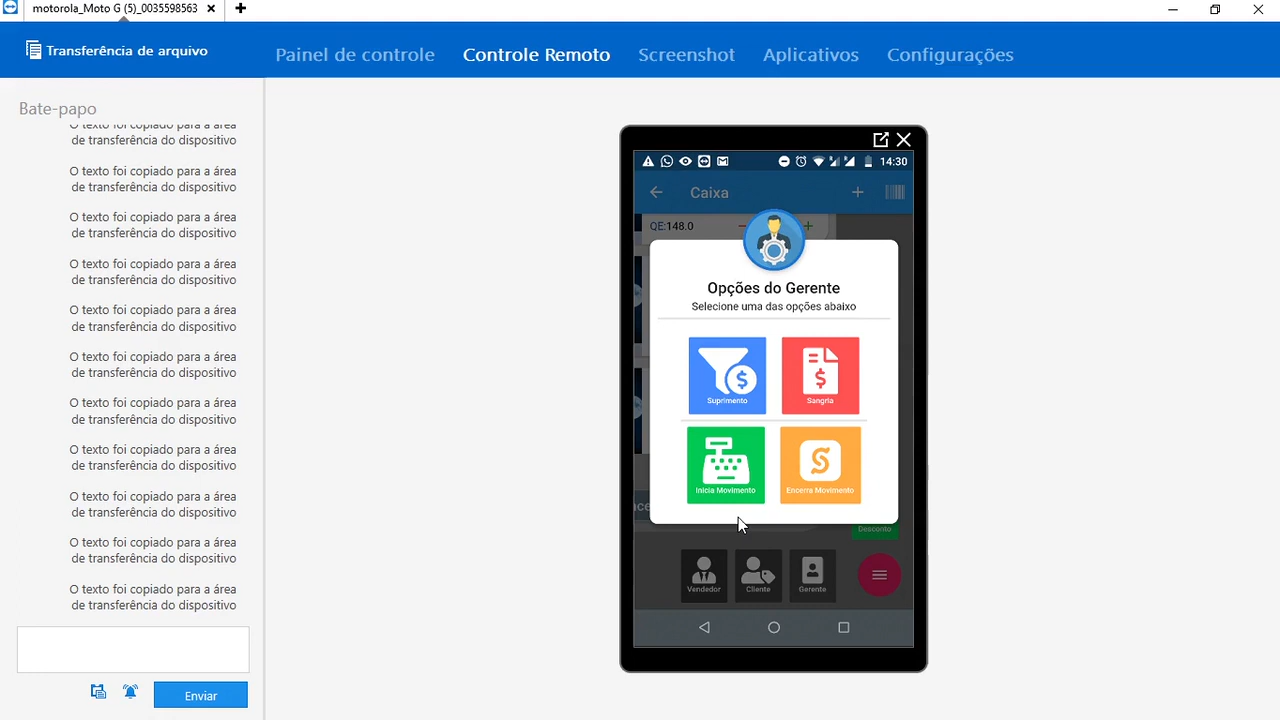 motorola_Moto G (5)_0035598563
Transferência de arquivo
Painel de controle
Controle Remoto
Screenshot
Aplicativos
Configurações
Bate-papo
O texto foi copiado para a área
de transferência do dispositivo
O texto foi copiado para a área
de transferência do dispositivo
O texto foi copiado para a área
de transferência do dispositivo
O texto foi copiado para a área
de transferência do dispositivo
O texto foi copiado para a área
de transferência do dispositivo
O texto foi copiado para a área
de transferência do dispositivo
O texto foi copiado para a área
de transferência do dispositivo
O texto foi copiado para a área
de transferência do dispositivo
O texto foi copiado para a área
de transferência do dispositivo
O texto foi copiado para a área
de transferência do dispositivo
O texto foi copiado para a área
de transferência do dispositivo
Enviar
14:30
Caixa
QE:148.0
Opções do Gerente
Selecione uma das opções abaixo
Suprimento
Sangria
Inicia Movimento
Encerra Movimento
Desconto
Vendedor
Cliente
Gerente